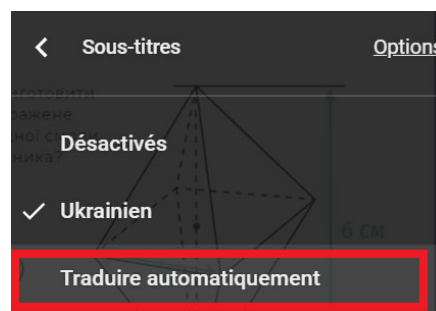 Sous-titres Options
Désactivés
Ukrainien
6 см
Traduire automatiquement